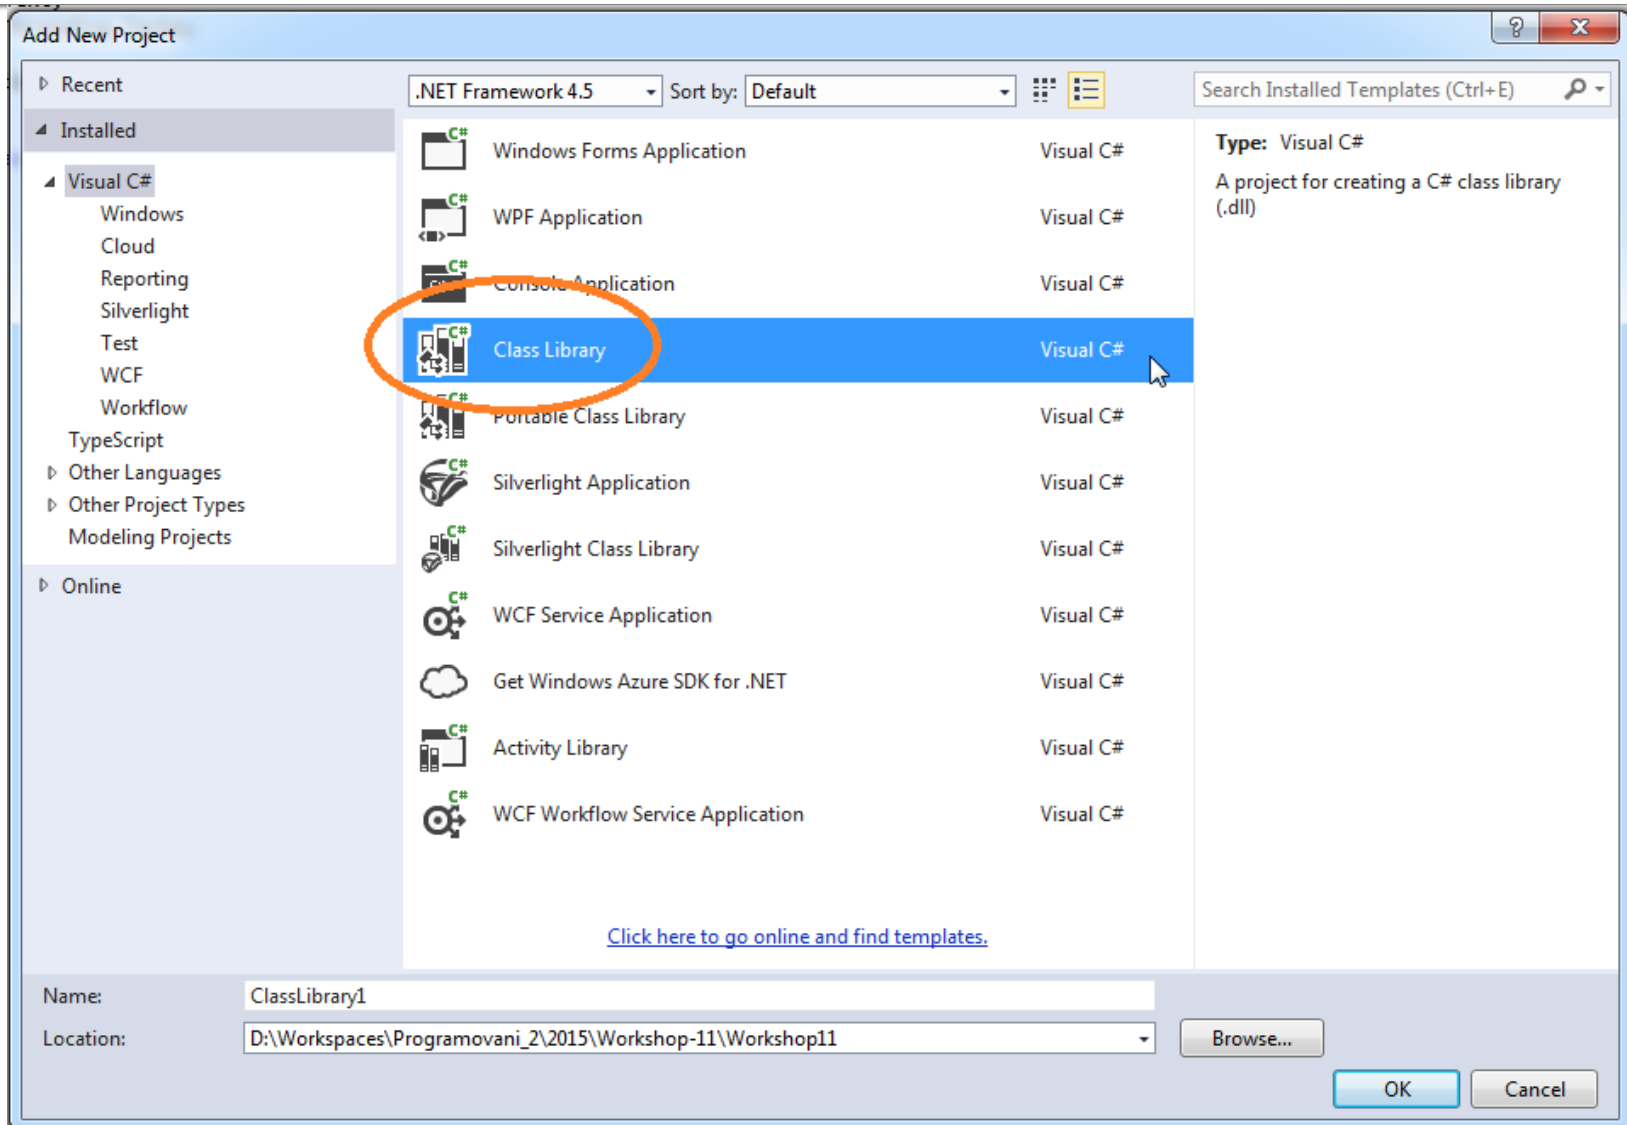 Add New Project
Recent
Installed
Visual C#
Windows
Cloud
Reporting
Silverlight
Test
WCF
Workflow
TypeScript
Other Languages
Other Project Types
Modeling Projects
Online
.NET Framework 4.5 Sort by: Default
Search Installed Templates (Ctrl+E)
Windows Forms Application Visual C#
WPF Application Visual C#
Console Application Visual C#
Class Library Visual C#
Portable Class Library Visual C#
Silverlight Application Visual C#
Silverlight Class Library Visual C#
WCF Service Application Visual C#
Get Windows Azure SDK for .NET Visual C#
Activity Library Visual C#
WCF Workflow Service Application Visual C#
Click here to go online and find templates.
Type: Visual C#
A project for creating a C# class library
(.dll)
Name: ClassLibrary1
Location: D:\Workspaces\Programovani_2\2015\Workshop-11\Workshop11
Browse...
OK Cancel